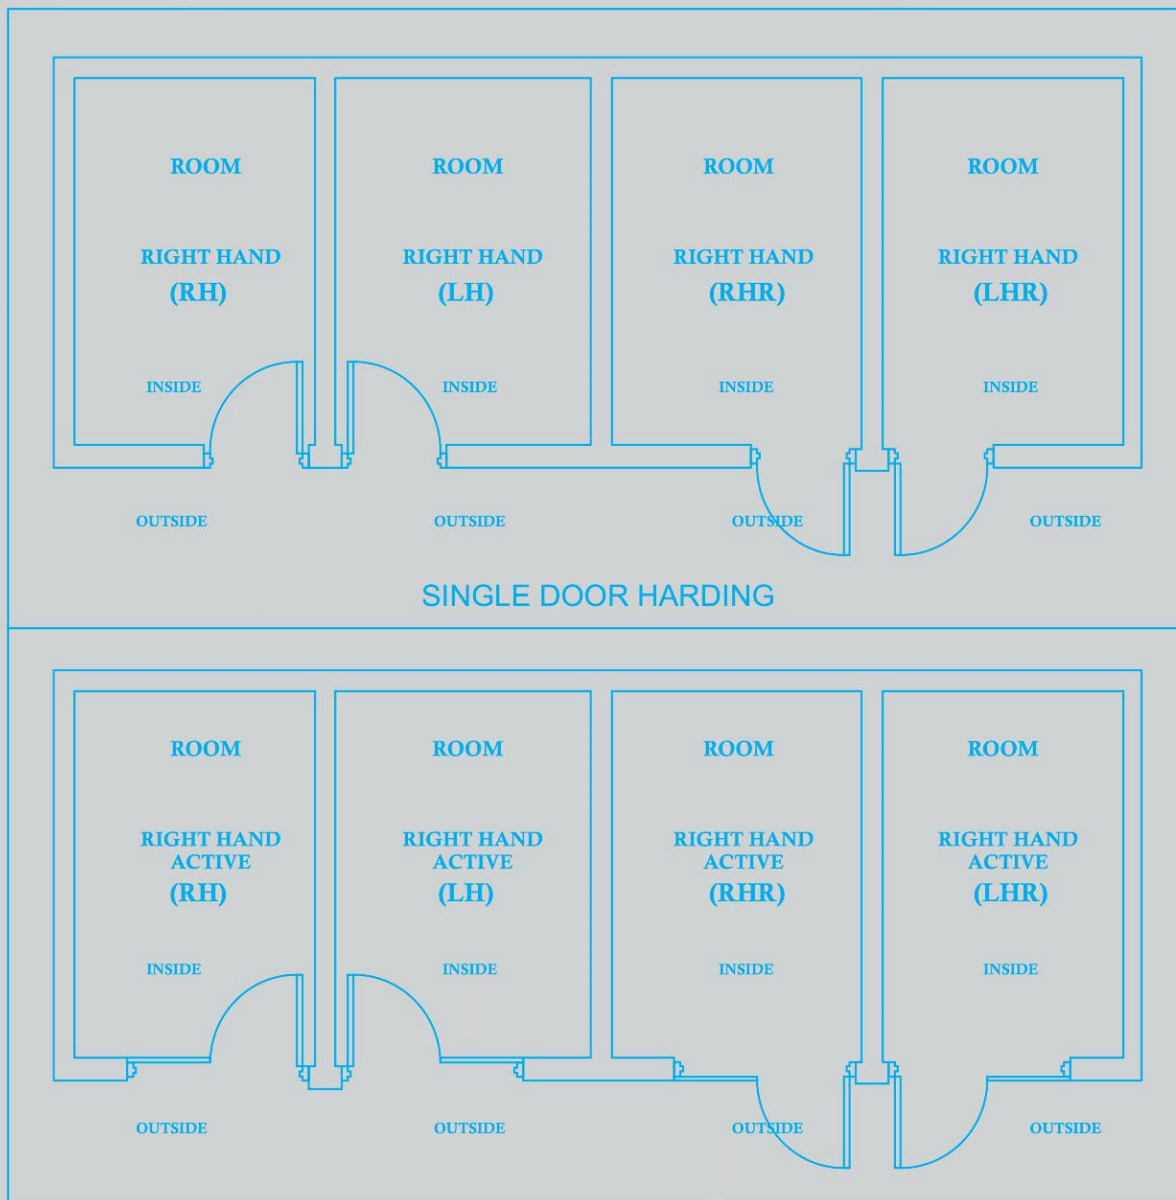 ROOM
ROOM
ROOM
ROOM
RIGHT HAND
(RH)
RIGHT HAND
(LH)
RIGHT HAND
(RHR)
RIGHT HAND
(LHR)
INSIDE
INSIDE
INSIDE
INSIDE
OUTSIDE
OUTSIDE
OUTSIDE
OUTSIDE
SINGLE DOOR HARDING
ROOM
ROOM
ROOM
ROOM
RIGHT HAND
ACTIVE
(RH)
RIGHT HAND
ACTIVE
(LH)
RIGHT HAND
ACTIVE
(RHR)
RIGHT HAND
ACTIVE
(LHR)
INSIDE
INSIDE
INSIDE
INSIDE
OUTSIDE
OUTSIDE
OUTSIDE
OUTSIDE